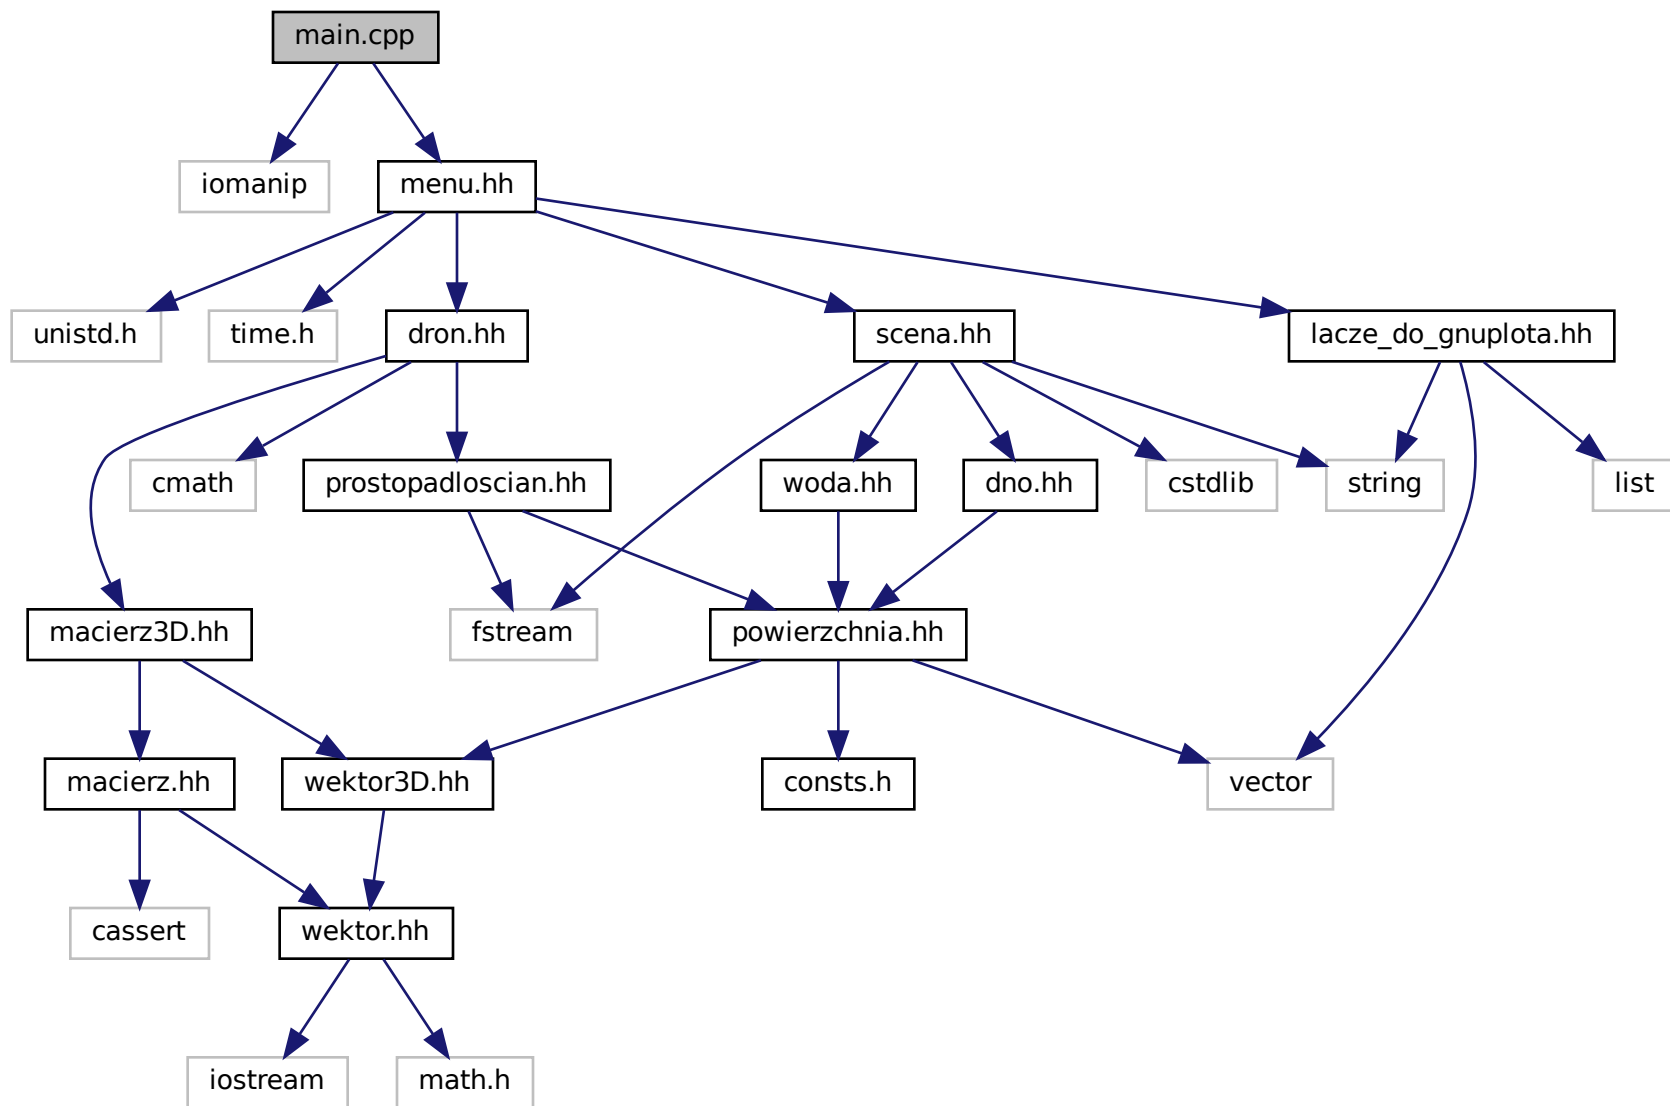 main.cpp
iomanip
menu.hh
unistd.h
time.h
dron.hh
scena.hh
lacze_do_gnuplota.hh
cmath
prostopadloscian.hh
woda.hh
dno.hh
cstdlib
string
list
macierz3D.hh
fstream
powierzchnia.hh
macierz.hh
wektor3D.hh
consts.h
vector
cassert
wektor.hh
iostream
math.h